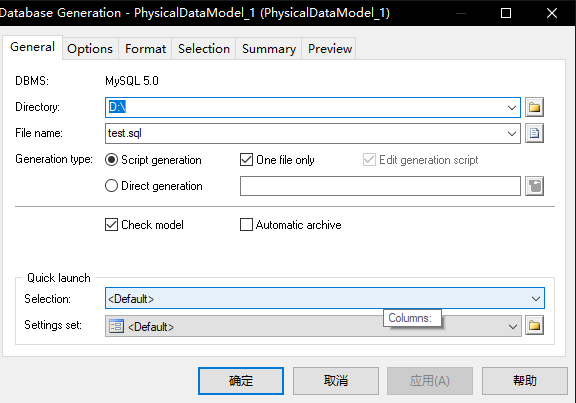 Database Generation - PhysicalDataModel_1 (PhysicalDataModel_1)
General Options Format Selection Summary Preview
DBMS: MySQL 5.0
Directory: D:\
File name: test.sql
Generation type: Script generation One file only Edit generation script
Direct generation
Check model Automatic archive
Quick launch
Selection: <Default>
Columns:
Settings set: <Default>
确定 取消 应用(A) 帮助